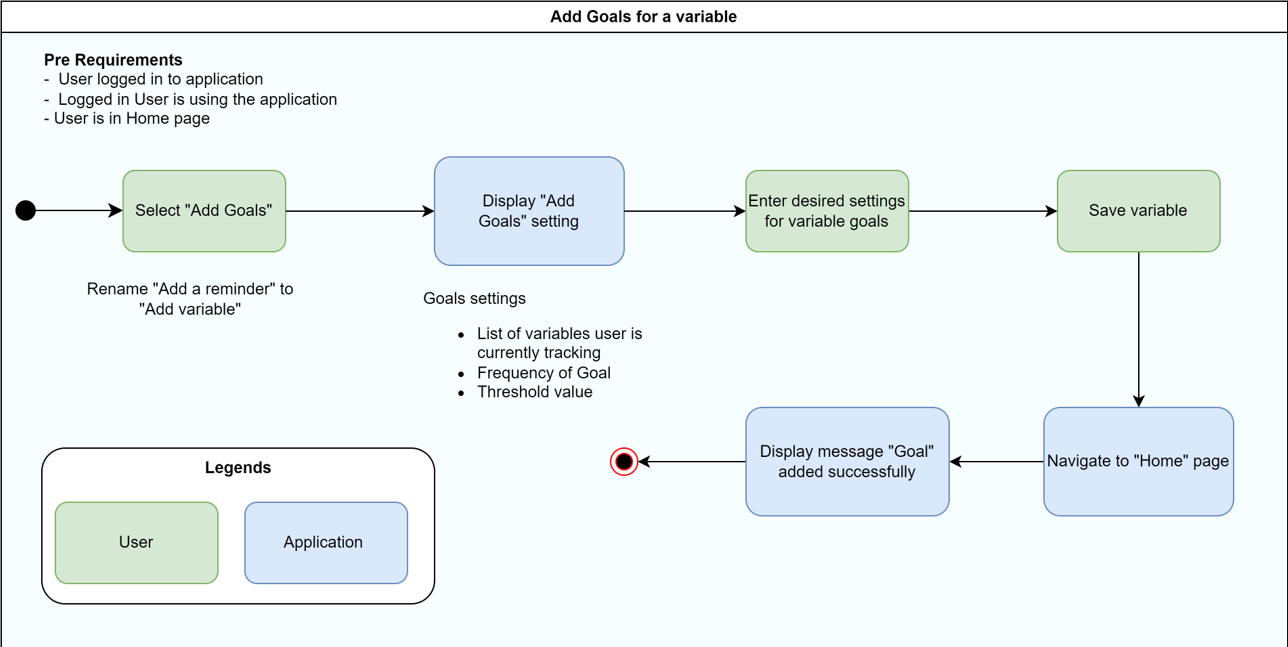 Add Goals for a variable
Pre Requirements
- User logged in to application
- Logged in User is using the application
- User is in Home page
Select "Add Goals"
Display "Add
Goals" setting
Enter desired settings
for variable goals
Save variable
Rename "Add a reminder" to
"Add variable"
Goals settings
• List of variables user is
currently tracking
• Frequency of Goal
• Threshold value
Display message "Goal"
added successfully
Navigate to "Home" page
Legends
User
Application